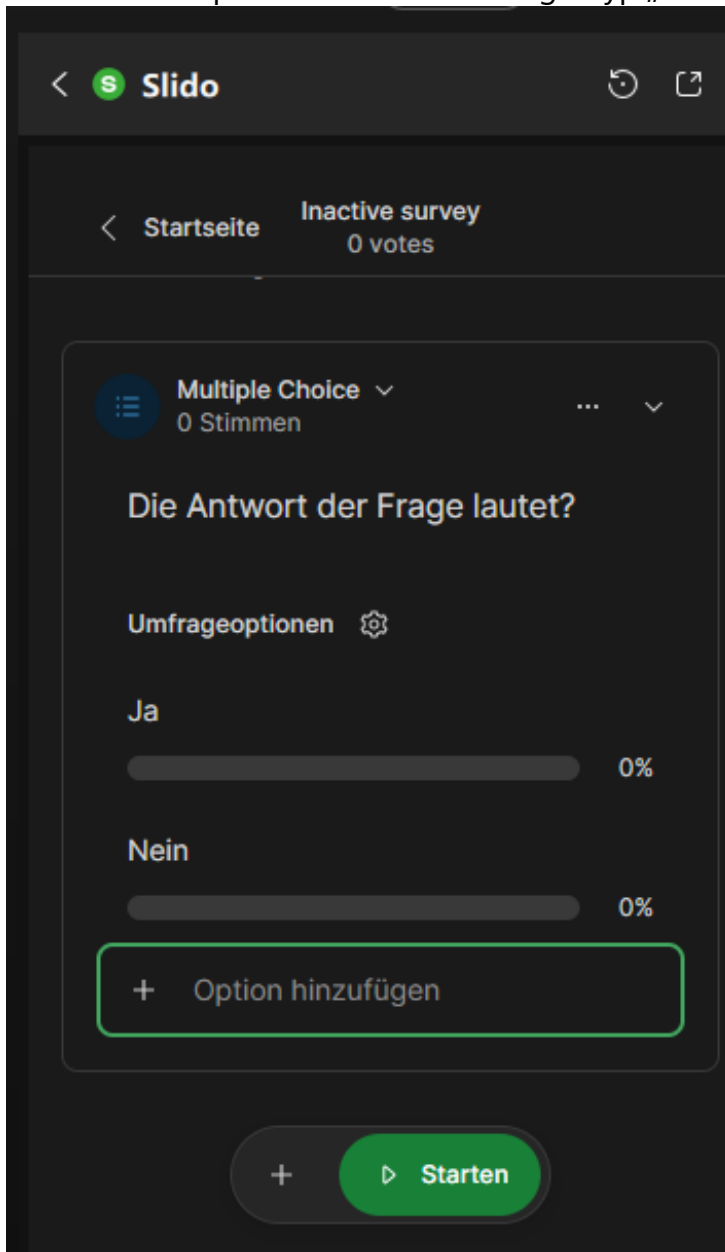 Slido
Startseite
Inactive survey
0 votes
Multiple Choice
0 Stimmen
Die Antwort der Frage lautet?
Umfrageoptionen
Ja
0%
Nein
0%
+ Option hinzufügen
+ Starten